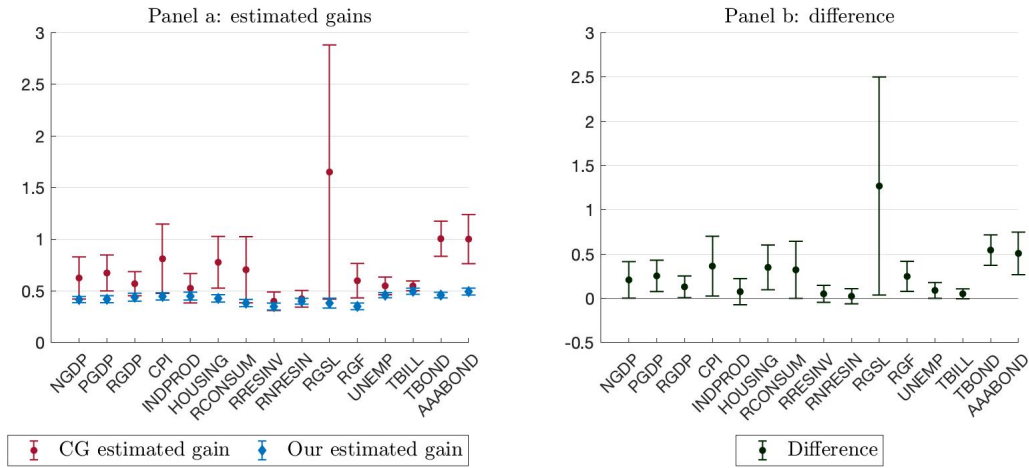 Panel a: estimated gains
3
2.5
2
1.5
1
0.5
0
NGDP
PGDP
RGDP
CPI
INDPROD
HOUSING
RCONSUM
RRESINV
RNRESIN
RGSL
RGF
UNEMP
TBILL
TBOND
AAABOND
CG estimated gain
Our estimated gain
Panel b: difference
3
2.5
2
1.5
1
0.5
0
-0.5
NGDP
PGDP
RGDP
CPI
INDPROD
HOUSING
RCONSUM
RRESINV
RNRESIN
RGSL
RGF
UNEMP
TBILL
TBOND
AAABOND
Difference